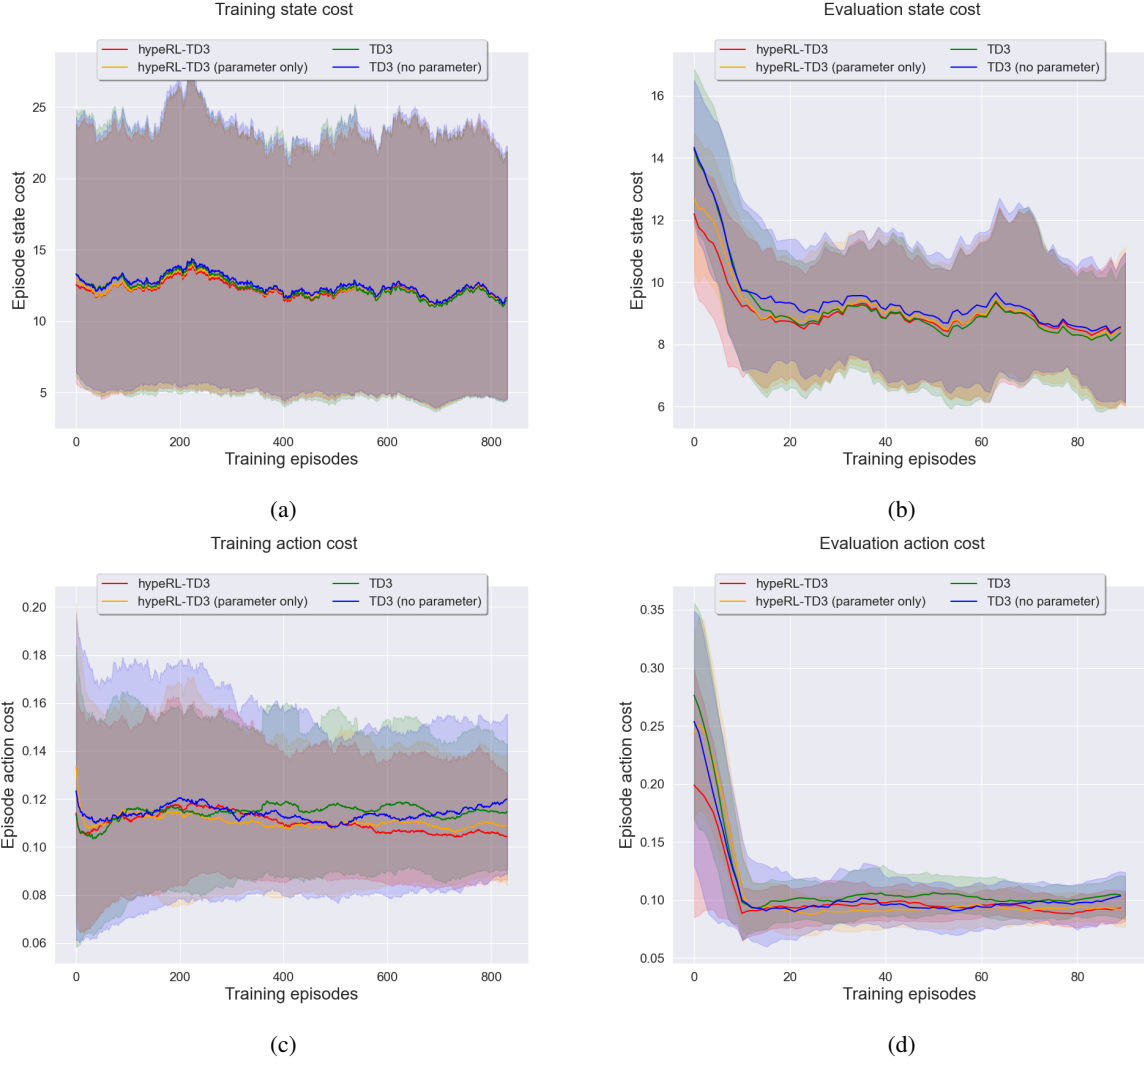 Training state cost
hypeRL-TD3
TD3
hypeRL-TD3 (parameter only)
TD3 (no parameter)
25
20
15
10
5
Episode state cost
0
200
400
600
800
Training episodes
(a)
Evaluation state cost
hypeRL-TD3
TD3
hypeRL-TD3 (parameter only)
TD3 (no parameter)
16
14
12
10
8
6
Episode state cost
0
20
40
60
80
Training episodes
(b)
Training action cost
hypeRL-TD3
TD3
hypeRL-TD3 (parameter only)
TD3 (no parameter)
0.20
0.18
0.16
0.14
0.12
0.10
0.08
0.06
Episode action cost
0
200
400
600
800
Training episodes
(c)
Evaluation action cost
hypeRL-TD3
TD3
hypeRL-TD3 (parameter only)
TD3 (no parameter)
0.35
0.30
0.25
0.20
0.15
0.10
0.05
Episode action cost
0
20
40
60
80
Training episodes
(d)